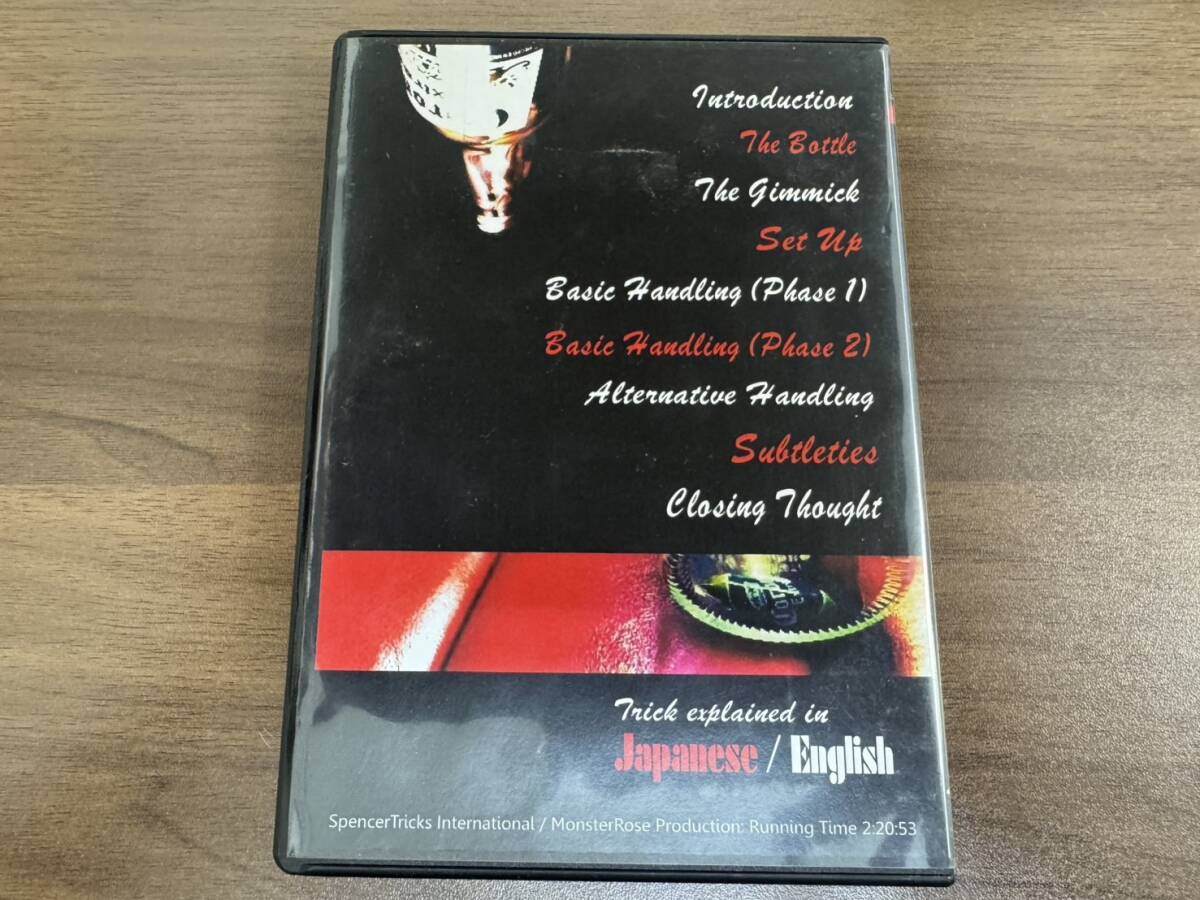 Introduction
The Bottle
The Gimmick
Set Up
Basic Handling (Phase 1)
Basic Handling (Phase 2)
Alternative Handling
Subtleties
Closing Thought
Trick explained in
Japanese / English
SpencerTricks International / MonsterRose Production: Running Time 2:20:53